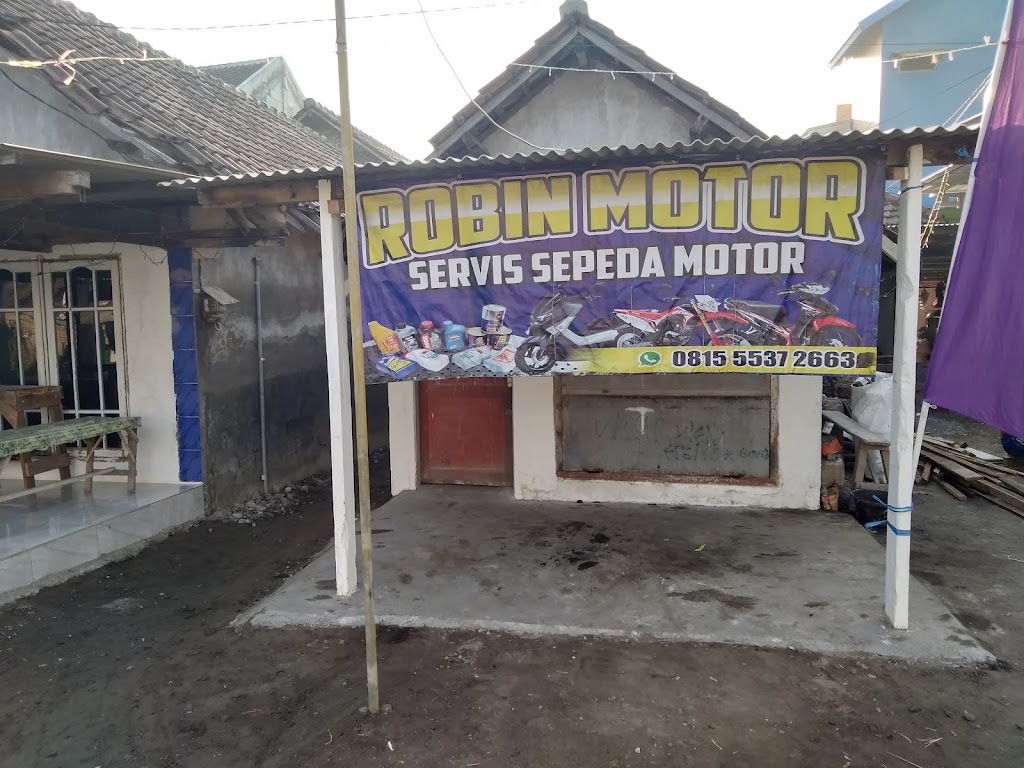 ROBIN MOTOR
SERVIS SEPEDA MOTOR
0815 5537 2663